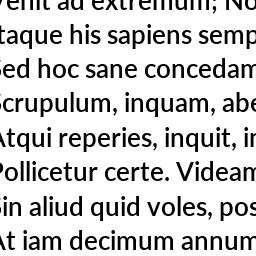 venit ad extremum; No
Itaque his sapiens semp
Sed hoc sane concedam
Scrupulum, inquam, abe
Atqui reperies, inquit, in
Pollicetur certe. Videam
Sin aliud quid voles, pos
At iam decimum annum